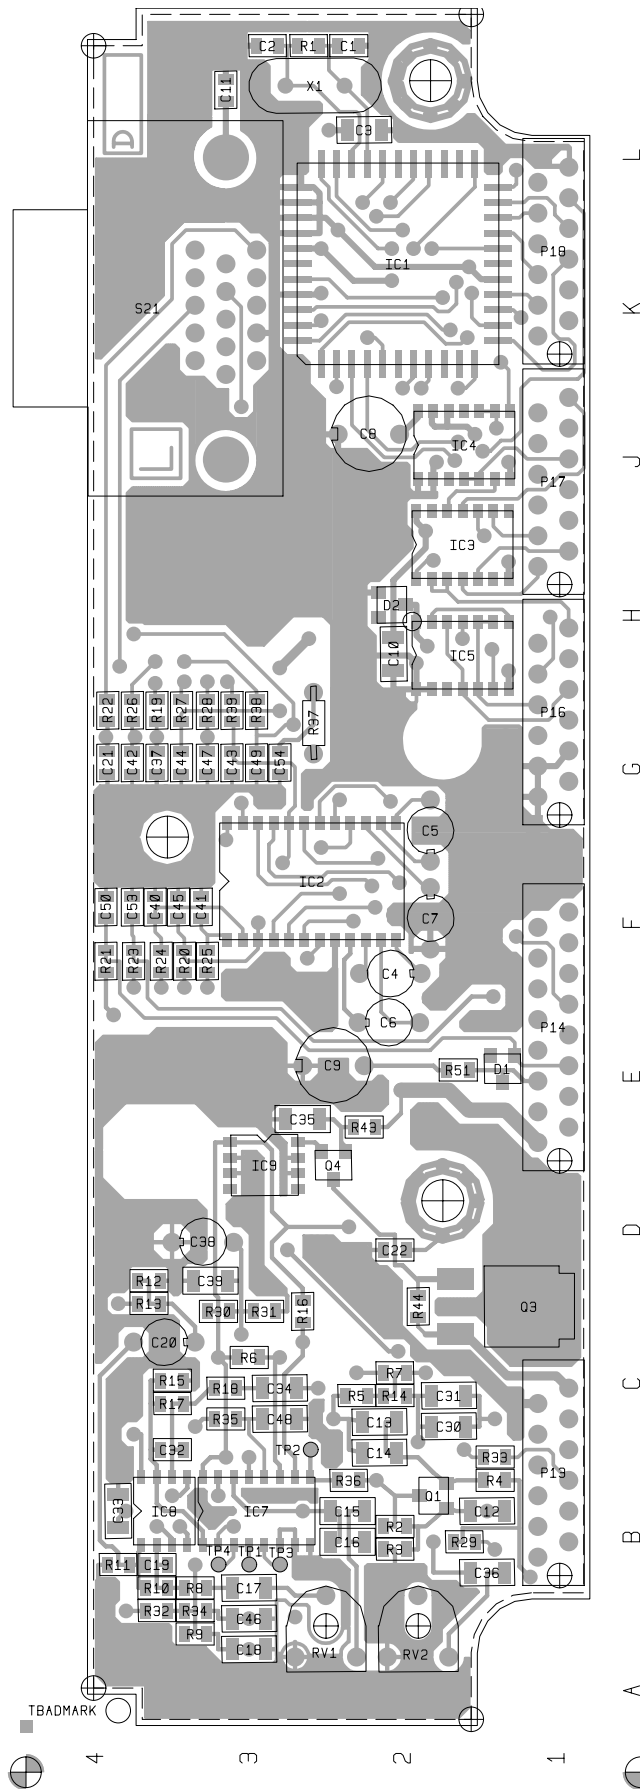 C2 R1 C1
X1
C11
C3
D
L
P18
IC1
S21
K
C8
IC4
J
P17
IC3
D2
H
C10
IC5
R22 R26 R19 R27 R28 R39 R38
R37
P16
C21 C42 C37 C44 C47 C43 C49 C54
G
C5
IC2
C50 C53 C40 C45 C41
C7
F
R21 R23 R24 R20 R25
C4
C6
P14
C9
R51 D1
E
C35
R43
IC9 Q4
C38
D
C22
R12 C39
R13
R30 R31 R16
R44
Q3
C20
R6
R7
C
R15
R17
R18 C34
R5 R14 C31
R35 C48
C13
C30
C32
TP2
C14
R33
P19
R36
R4
Q1
C33 IC8 IC7
C15
C12
R2
B
C16
R3
R29
R11 C19
TP4 TP1 TP3
C36
R10 R8 C17
R32 R34
C46
R9
C18
RV1 RV2
A
TBADMARK
4 3 2 1